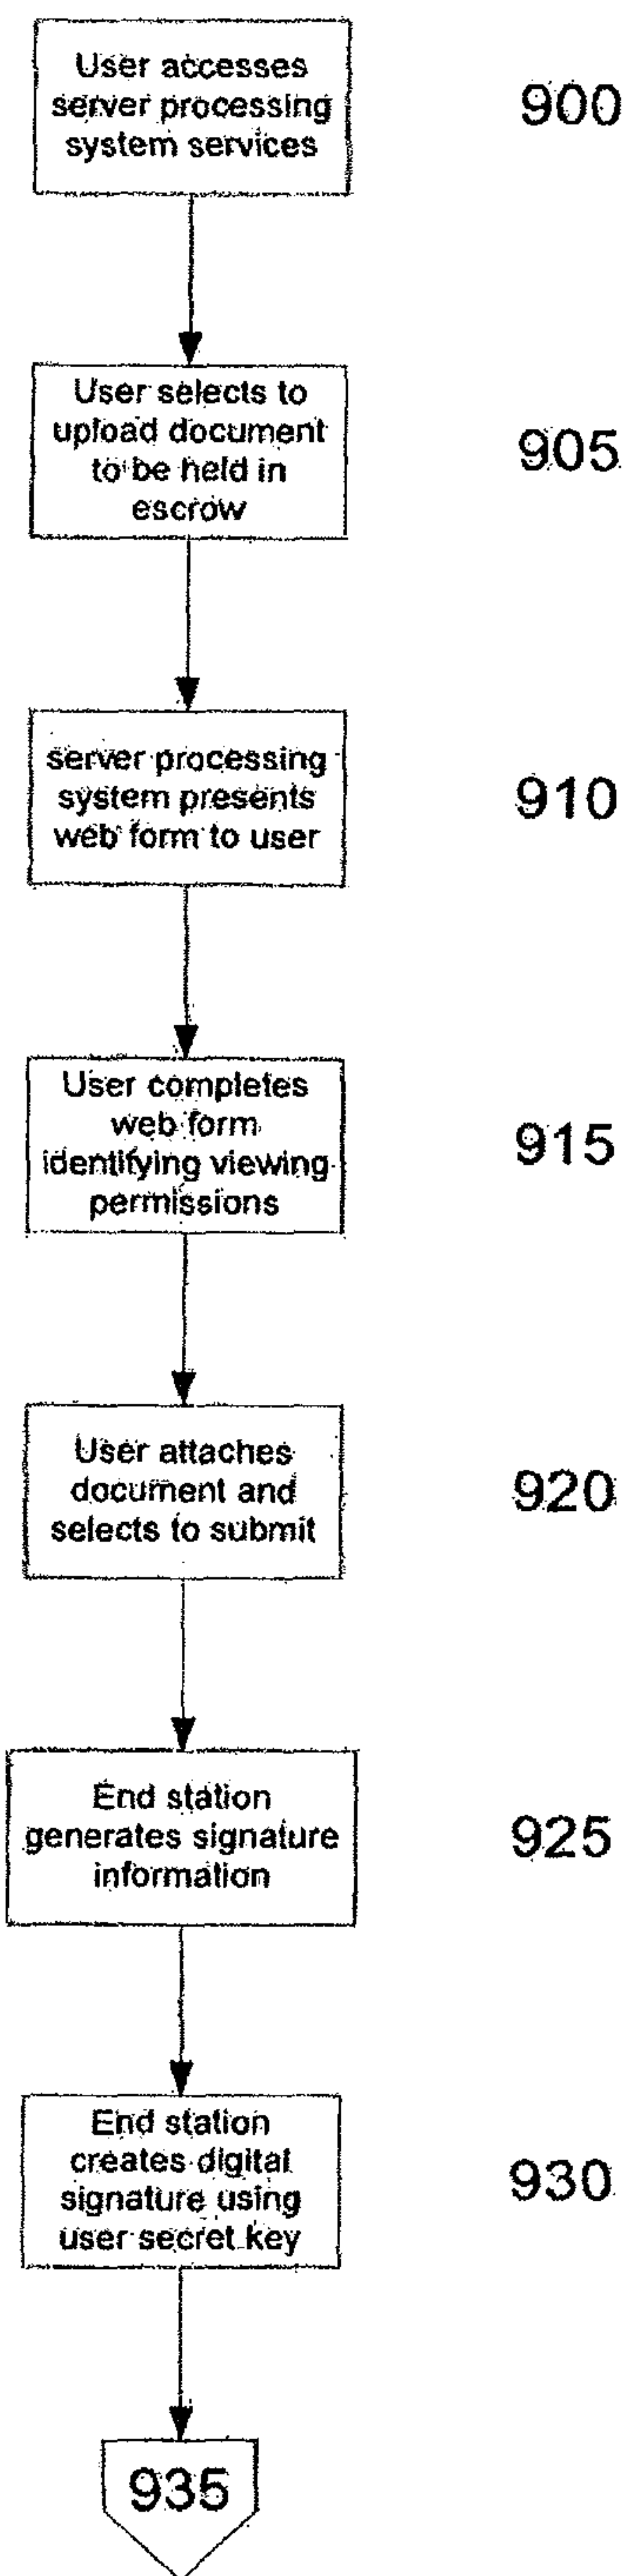 User accesses
server processing
system services
900
User selects to
upload document
to be held in
escrow
905
server processing
system presents
web form to user
910
User completes
web form
identifying viewing
permissions
915
User attaches
document and
selects to submit
920
End station
generates signature
information
925
End station
creates digital
signature using
user secret key
930
935